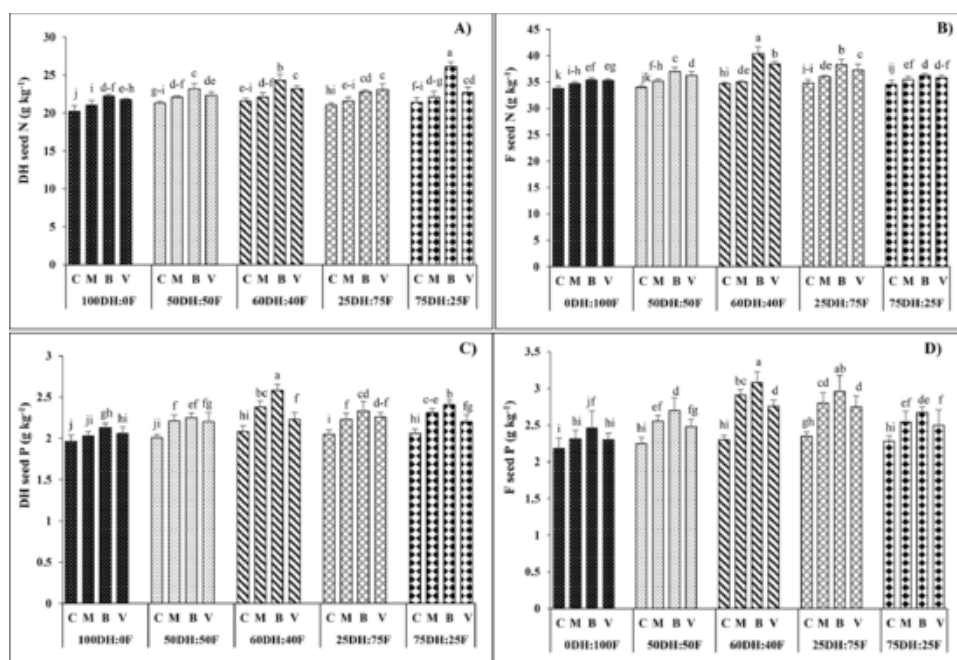 A)
DH seed N (g kg⁻¹)
30
25
20
15
10
5
0
j i d-f e-h g-i d-f c de e-i d-f b c hi e-i cd c f-i d-g a cd
C M B V C M B V C M B V C M B V C M B V
100DH:0F 50DH:50F 60DH:40F 25DH:75F 75DH:25F
B)
F seed N (g kg⁻¹)
45
40
35
30
25
20
15
10
5
0
k i-h ef eg jk f-h c d hi de a b j-i de b c ij ef d d-f
C M B V C M B V C M B V C M B V C M B V
0DH:100F 50DH:50F 60DH:40F 25DH:75F 75DH:25F
C)
DH seed P (g kg⁻¹)
3
2.5
2
1.5
1
0.5
0
j ji gh hi ji f ef fg hi bc a f i f cd d-f hi c-e b fg
C M B V C M B V C M B V C M B V C M B V
100DH:0F 50DH:50F 60DH:40F 25DH:75F 75DH:25F
D)
F seed P (g kg⁻¹)
3.5
3
2.5
2
1.5
1
0.5
0
i hi jf hi hi ef d fg hi bc a d gh cd ab d hi ef de f
C M B V C M B V C M B V C M B V C M B V
0DH:100F 50DH:50F 60DH:40F 25DH:75F 75DH:25F